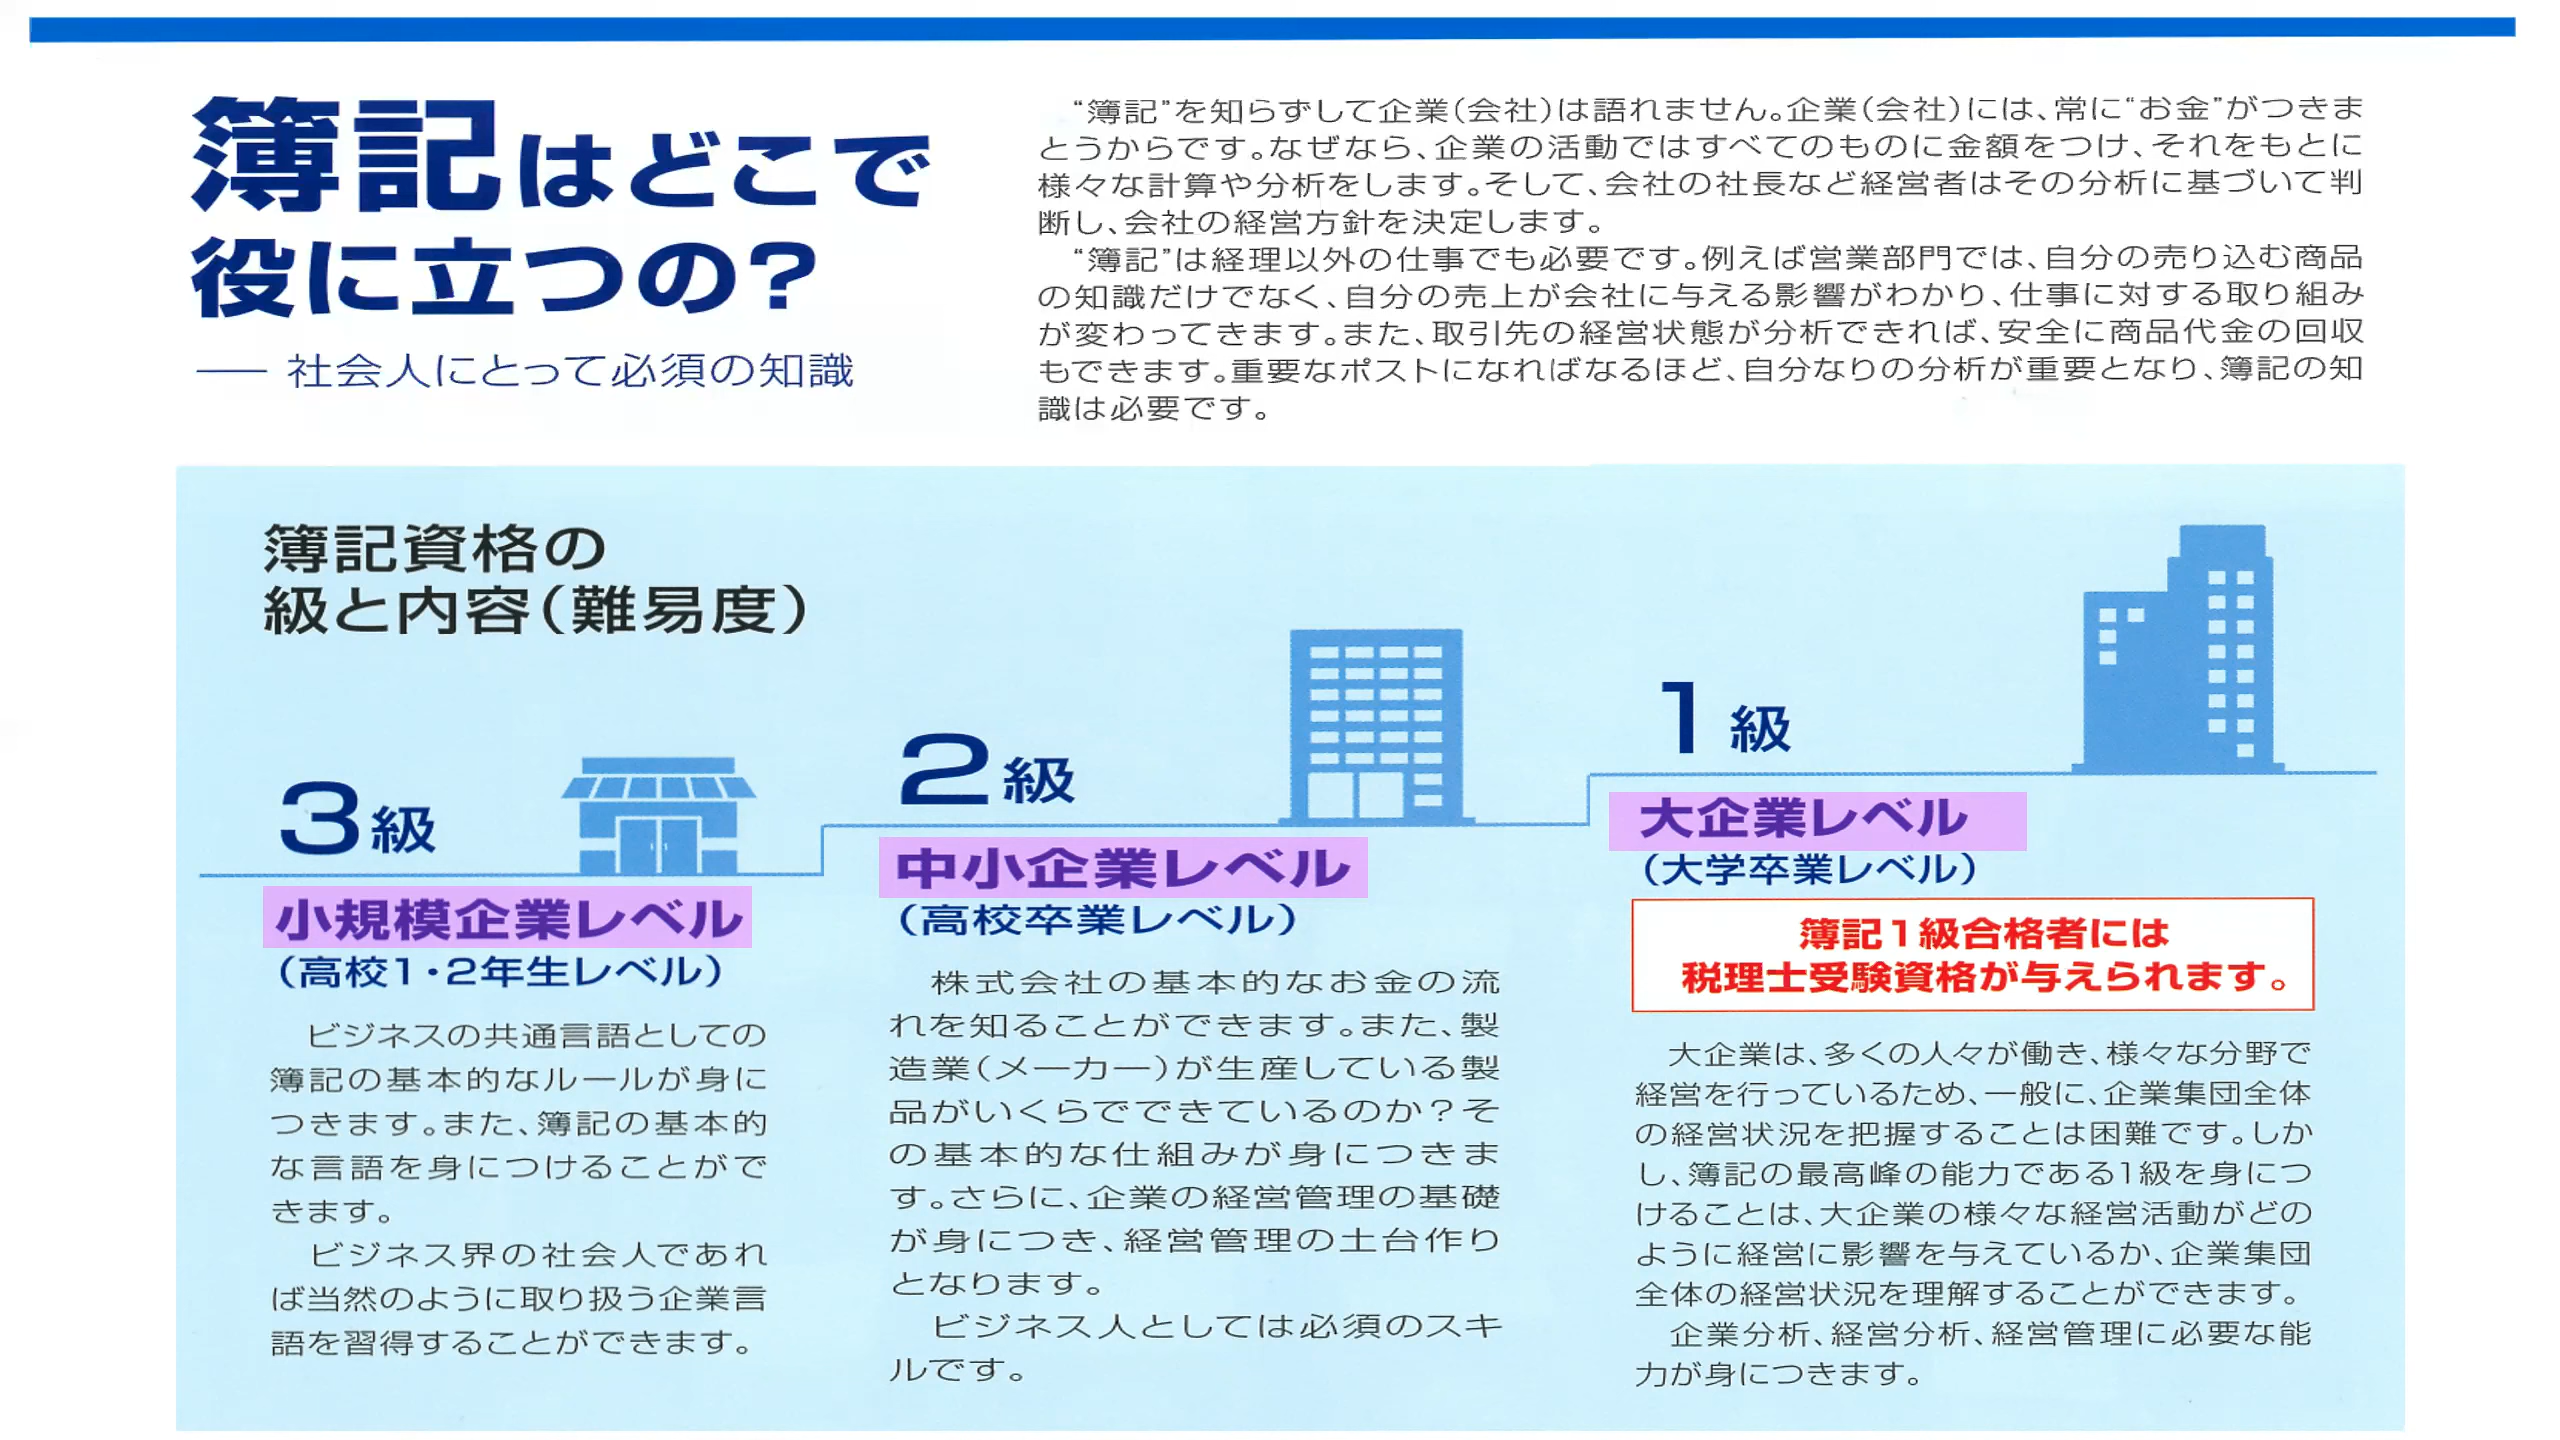 簿記はどこで
役に立つの?
── 社会人にとって必須の知識
“簿記”を知らずして企業(会社)は語れません。企業(会社)には、常に“お金”がつきま
とうからです。なぜなら、企業の活動ではすべてのものに金額をつけ、それをもとに
様々な計算や分析をします。そして、会社の社長など経営者はその分析に基づいて判
断し、会社の経営方針を決定します。
“簿記”は経理以外の仕事でも必要です。例えば営業部門では、自分の売り込む商品
の知識だけでなく、自分の売上が会社に与える影響がわかり、仕事に対する取り組み
が変わってきます。また、取引先の経営状態が分析できれば、安全に商品代金の回収
もできます。重要なポストになればなるほど、自分なりの分析が重要となり、簿記の知
識は必要です。
簿記資格の
級と内容(難易度)
3級
小規模企業レベル
(高校1・2年生レベル)
ビジネスの共通言語としての
簿記の基本的なルールが身に
つきます。また、簿記の基本的
な言語を身につけることがで
きます。
ビジネス界の社会人であれ
ば当然のように取り扱う企業言
語を習得することができます。
2級
中小企業レベル
(高校卒業レベル)
株式会社の基本的なお金の流
れを知ることができます。また、製
造業(メーカー)が生産している製
品がいくらでできているのか?そ
の基本的な仕組みが身につきま
す。さらに、企業の経営管理の基礎
が身につき、経営管理の土台作り
となります。
ビジネス人としては必須のスキ
ルです。
1級
大企業レベル
(大学卒業レベル)
簿記1級合格者には
税理士受験資格が与えられます。
大企業は、多くの人々が働き、様々な分野で
経営を行っているため、一般に、企業集団全体
の経営状況を把握することは困難です。しか
し、簿記の最高峰の能力である1級を身につ
けることは、大企業の様々な経営活動がどの
ように経営に影響を与えているか、企業集団
全体の経営状況を理解することができます。
企業分析、経営分析、経営管理に必要な能
力が身につきます。